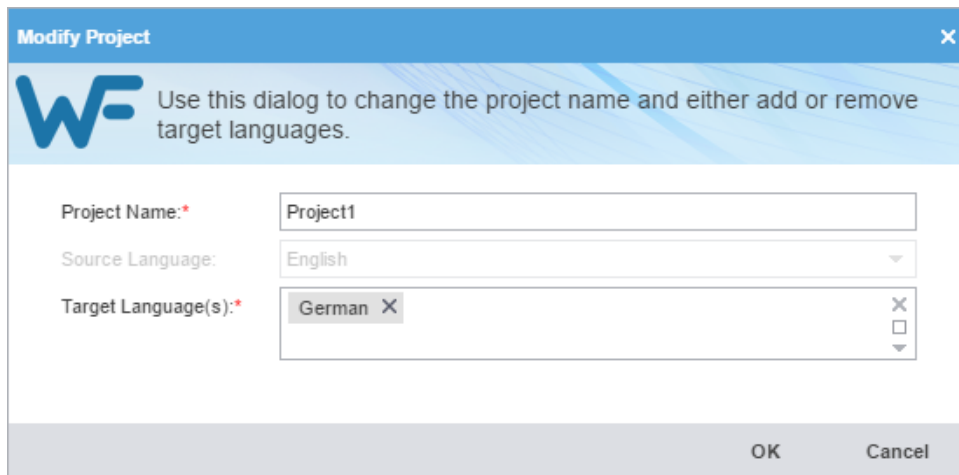 Modify Project
WF
Use this dialog to change the project name and either add or remove
target languages.
Project Name:*
Project1
Source Language:
English
Target Language(s):*
German
OK
Cancel